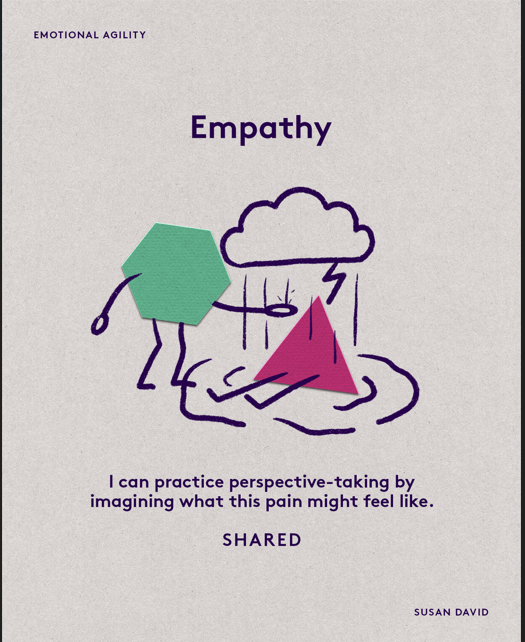 EMOTIONAL AGILITY
Empathy
I can practice perspective-taking by
imagining what this pain might feel like.
SHARED
SUSAN DAVID